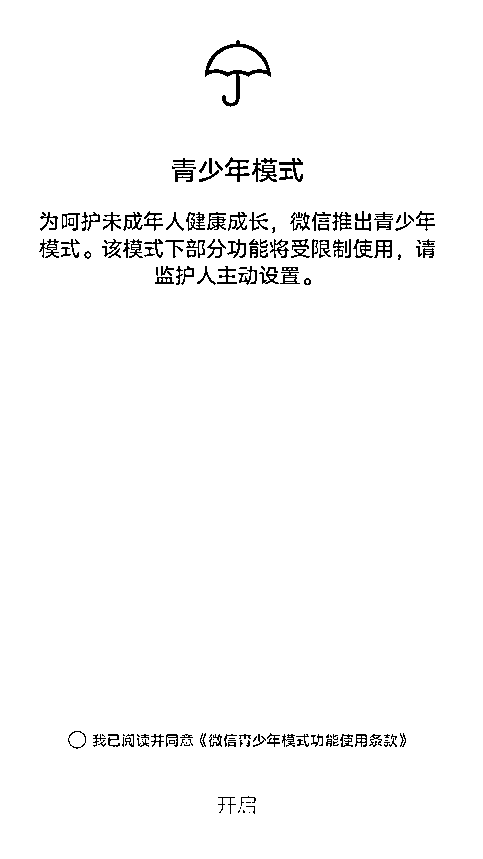 青少年模式
为呵护未成年人健康成长，微信推出青少年
模式。该模式下部分功能将受限制使用，请
监护人主动设置。
我已阅读并同意《微信青少年模式功能使用条款》
开启